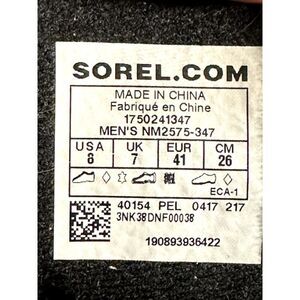 SOREL.COM
MADE IN CHINA
Fabriqué en Chine
1750241347
MEN'S NM2575-347
USA UK EUR CM
8 7 41 26
ECA-1
40154 PEL 0417 217
3NK38DNF00038
190893936422